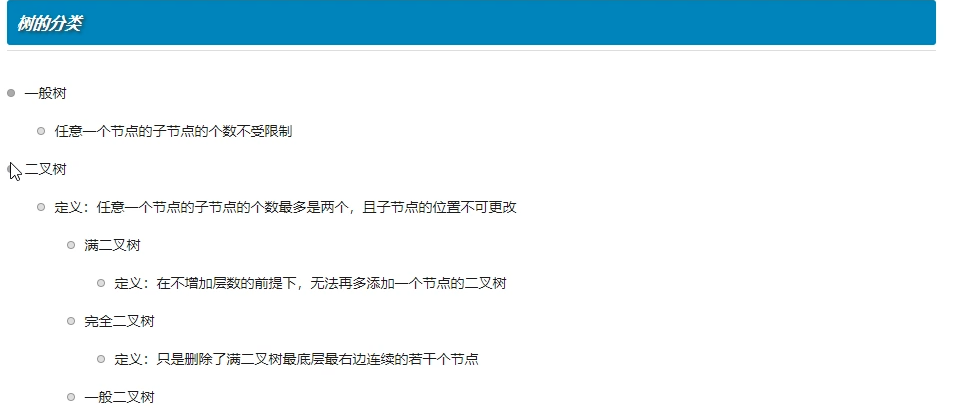 树的分类
一般树
任意一个节点的子节点的个数不受限制
二叉树
定义：任意一个节点的子节点的个数最多是两个，且子节点的位置不可更改
满二叉树
定义：在不增加层数的前提下，无法再多添加一个节点的二叉树
完全二叉树
定义：只是删除了满二叉树最底层最右边连续的若干个节点
一般二叉树